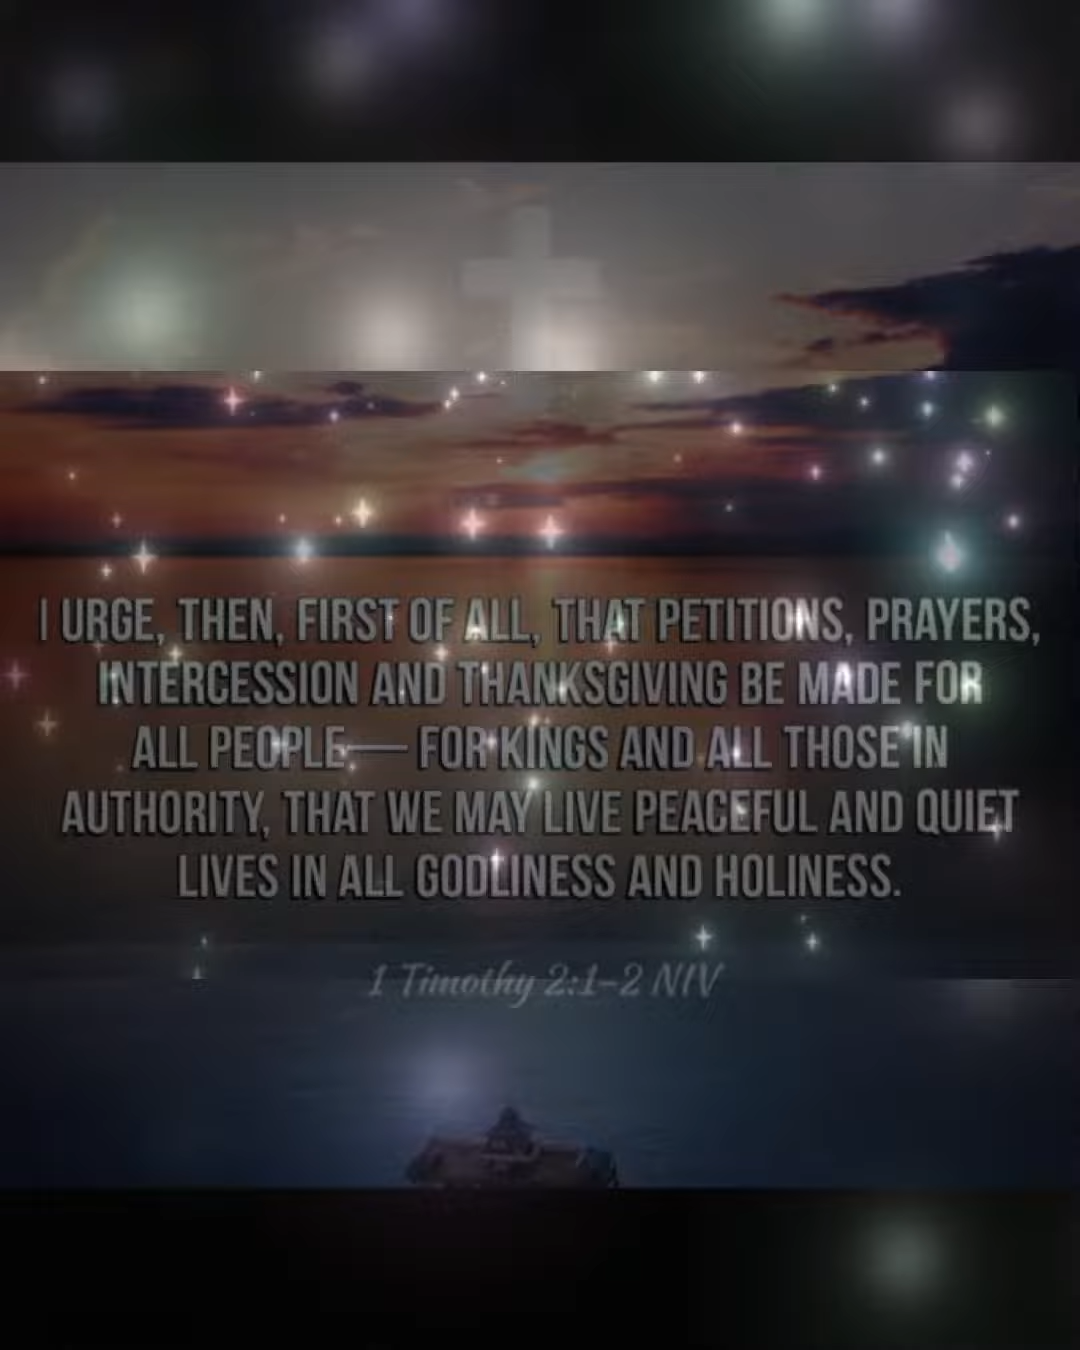 I URGE, THEN, FIRST OF ALL, THAT PETITIONS, PRAYERS,
INTERCESSION AND THANKSGIVING BE MADE FOR
ALL PEOPLE— FOR KINGS AND ALL THOSE IN
AUTHORITY, THAT WE MAY LIVE PEACEFUL AND QUIET
LIVES IN ALL GODLINESS AND HOLINESS.
1 Timothy 2:1-2 NIV